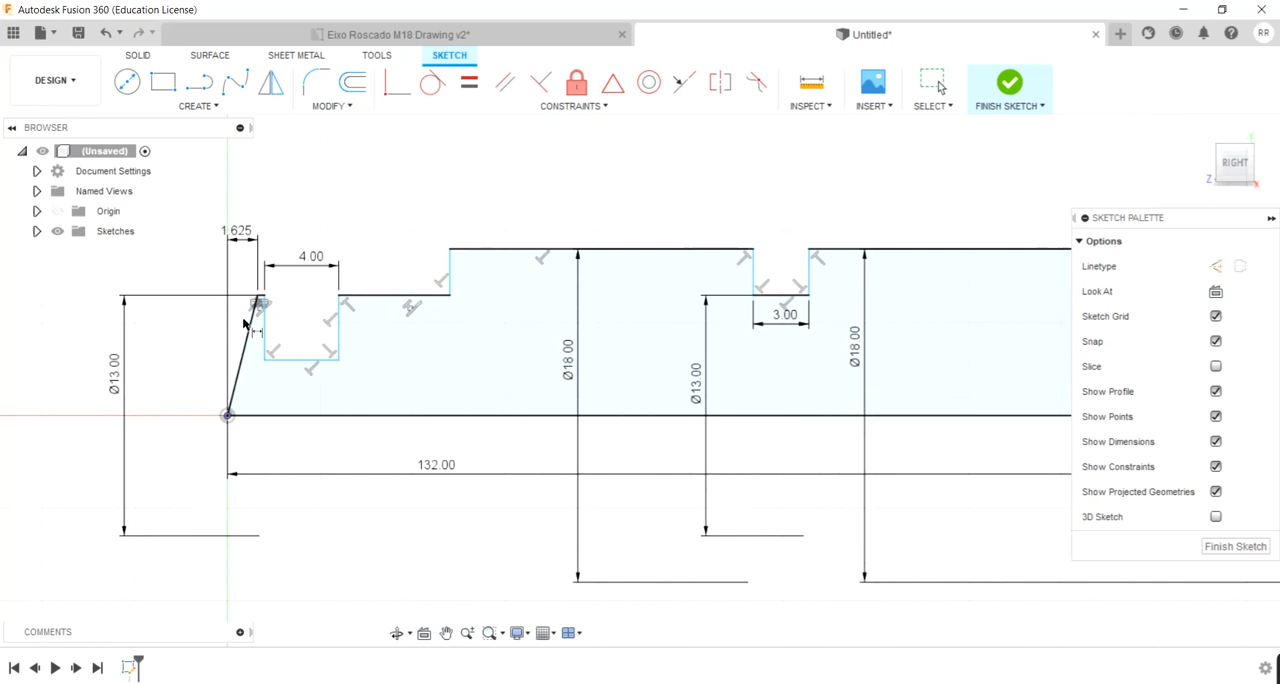 Autodesk Fusion 360 (Education License)
Eixo Roscado M18 Drawing v2*
Untitled*
RR
DESIGN
SOLID
SURFACE
SHEET METAL
TOOLS
SKETCH
CREATE
MODIFY
CONSTRAINTS
INSPECT
INSERT
SELECT
FINISH SKETCH
BROWSER
(Unsaved)
Document Settings
Named Views
Origin
Sketches
RIGHT
Y
Z
X
SKETCH PALETTE
Options
Linetype
Look At
Sketch Grid
Snap
Slice
Show Profile
Show Points
Show Dimensions
Show Constraints
Show Projected Geometries
3D Sketch
Finish Sketch
1.625
4.00
3.00
Ø13.00
Ø18.00
Ø13.00
Ø18.00
132.00
COMMENTS